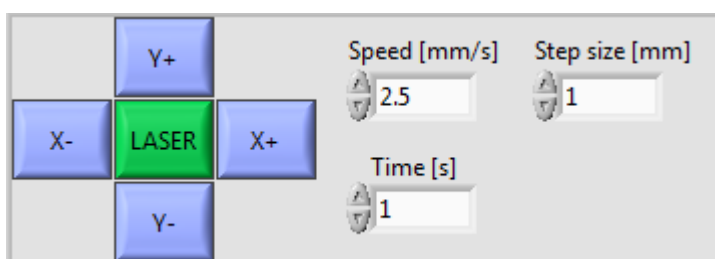 Y+
Speed [mm/s]
Step size [mm]
2.5
1
X-
LASER
X+
Time [s]
1
Y-